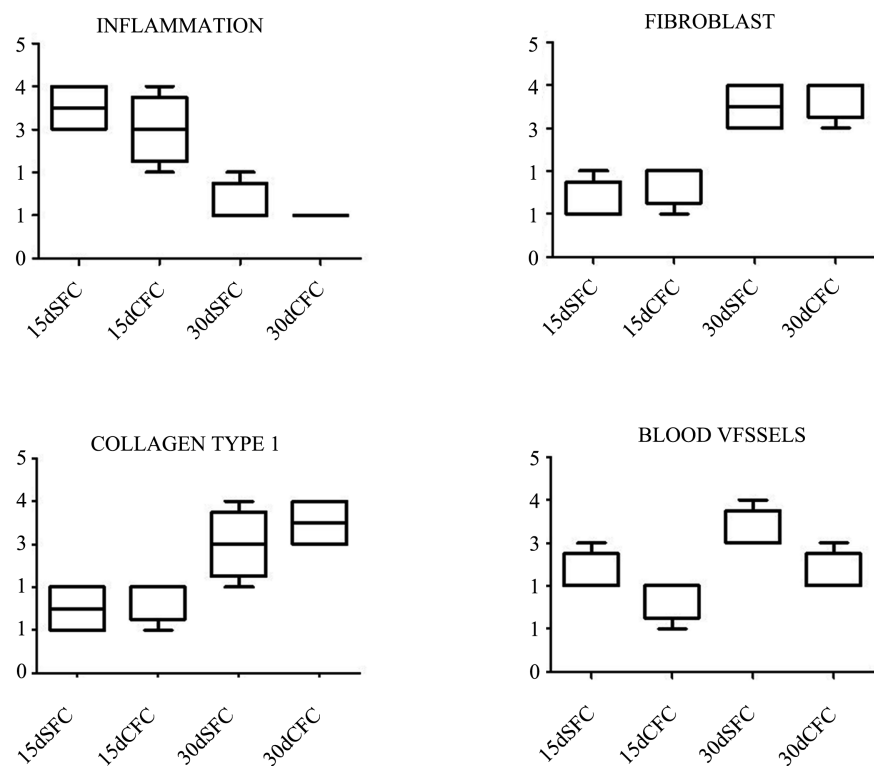 INFLAMMATION
5
4
3
1
1
0
15dSFC
15dCFC
30dSFC
30dCFC
FIBROBLAST
5
4
3
1
1
0
15dSFC
15dCFC
30dSFC
30dCFC
COLLAGEN TYPE 1
5
4
3
1
1
0
15dSFC
15dCFC
30dSFC
30dCFC
BLOOD VFSSELS
5
4
3
1
1
0
15dSFC
15dCFC
30dSFC
30dCFC